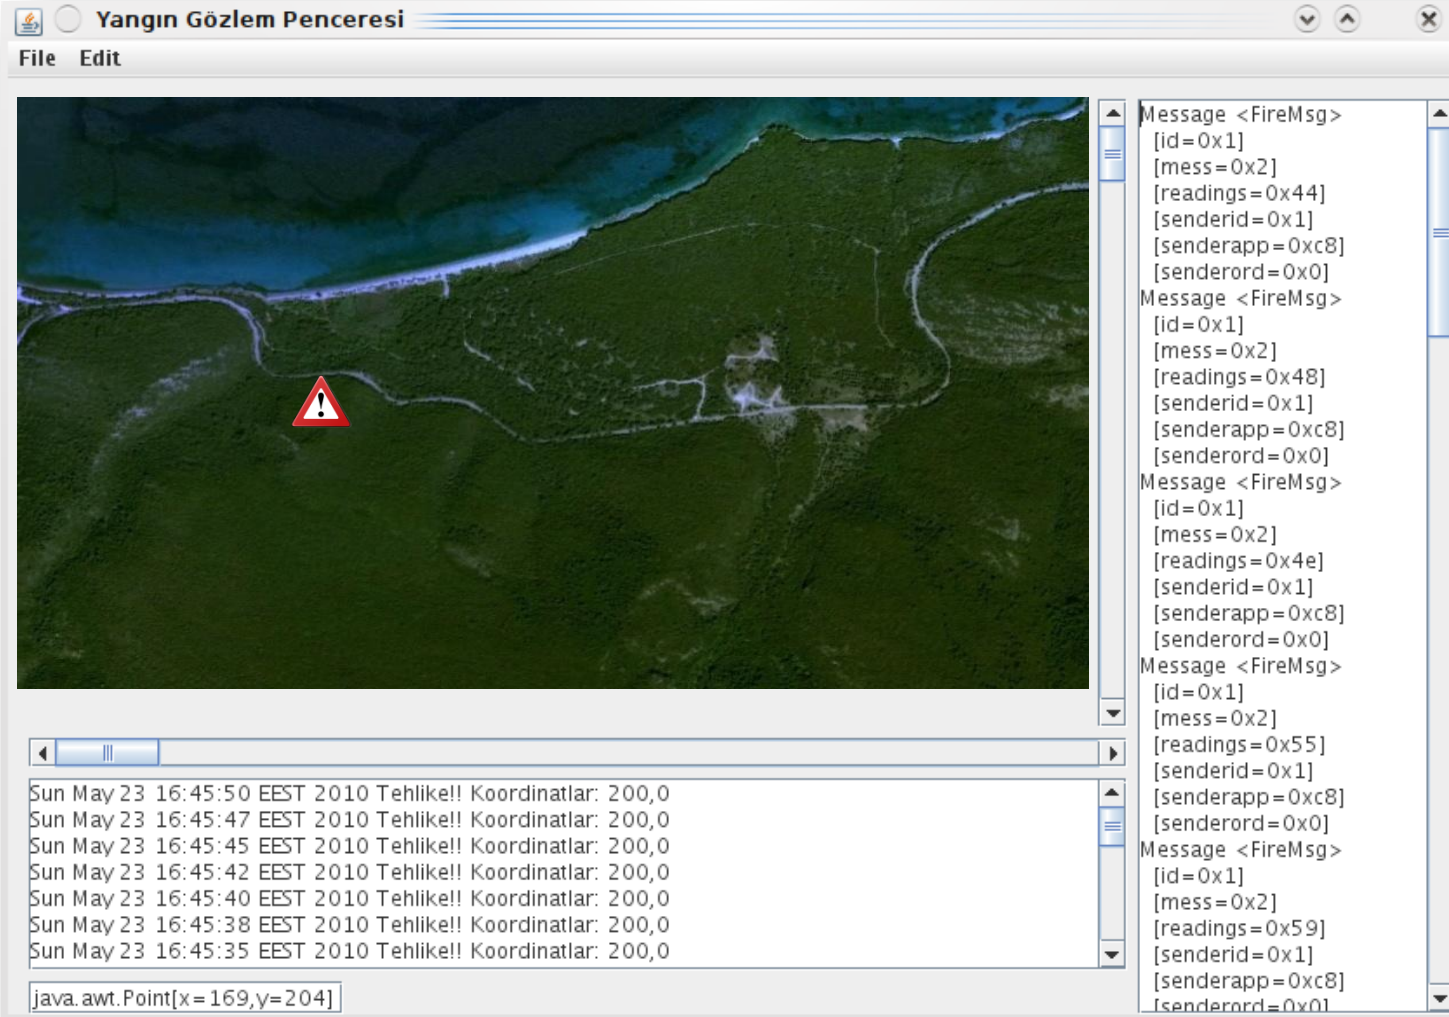 Yangın Gözlem Penceresi
File Edit
Message <FireMsg>
[id=0x1]
[mess=0x2]
[readings=0x44]
[senderid=0x1]
[senderapp=0xc8]
[senderord=0x0]
Message <FireMsg>
[id=0x1]
[mess=0x2]
[readings=0x48]
[senderid=0x1]
[senderapp=0xc8]
[senderord=0x0]
Message <FireMsg>
[id=0x1]
[mess=0x2]
[readings=0x4e]
[senderid=0x1]
[senderapp=0xc8]
[senderord=0x0]
Message <FireMsg>
[id=0x1]
[mess=0x2]
[readings=0x55]
[senderid=0x1]
[senderapp=0xc8]
[senderord=0x0]
Message <FireMsg>
[id=0x1]
[mess=0x2]
[readings=0x59]
[senderid=0x1]
[senderapp=0xc8]
[senderord=0x0]
Sun May 23 16:45:50 EEST 2010 Tehlike!! Koordinatlar: 200,0
Sun May 23 16:45:47 EEST 2010 Tehlike!! Koordinatlar: 200,0
Sun May 23 16:45:45 EEST 2010 Tehlike!! Koordinatlar: 200,0
Sun May 23 16:45:42 EEST 2010 Tehlike!! Koordinatlar: 200,0
Sun May 23 16:45:40 EEST 2010 Tehlike!! Koordinatlar: 200,0
Sun May 23 16:45:38 EEST 2010 Tehlike!! Koordinatlar: 200,0
Sun May 23 16:45:35 EEST 2010 Tehlike!! Koordinatlar: 200,0
java.awt.Point[x=169,y=204]